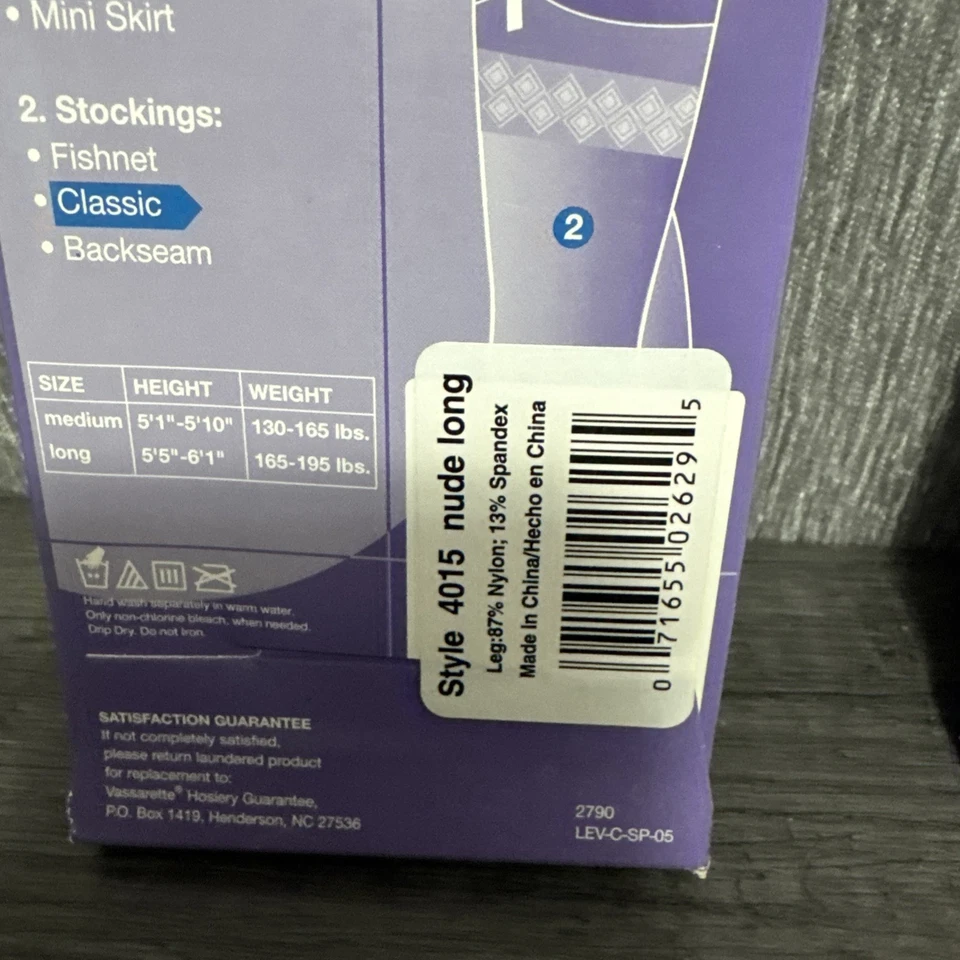 • Mini Skirt
2. Stockings:
• Fishnet
• Classic
• Backseam
2
SIZE HEIGHT WEIGHT
medium 5'1"-5'10" 130-165 lbs.
long 5'5"-6'1" 165-195 lbs.
Hand wash separately in warm water.
Only non-chlorine bleach, when needed.
Drip Dry. Do not Iron.
SATISFACTION GUARANTEE
If not completely satisfied,
please return laundered product
for replacement to:
Vassarette® Hosiery Guarantee,
P.O. Box 1419, Henderson, NC 27536
Style 4015 nude long
Leg:87% Nylon; 13% Spandex
Made In China/Hecho en China
0 71655 02629 5
2790
LEV-C-SP-05